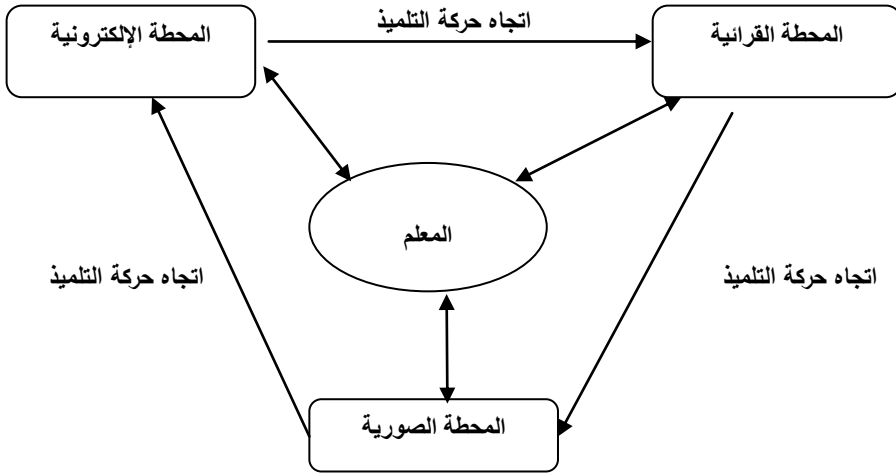 اتجاه حركة التلميذ
المحطة القرائية
المحطة الإلكترونية
المعلم
اتجاه حركة التلميذ
اتجاه حركة التلميذ
المحطة الصورية